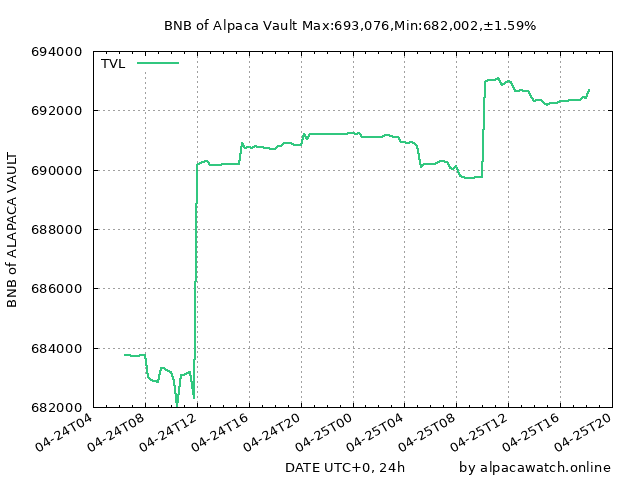 BNB of Alpaca Vault Max:693,076,Min:682,002,±1.59%
TVL
694000
692000
690000
688000
686000
684000
682000
BNB of ALAPACA VAULT
04-24T04
04-24T08
04-24T12
04-24T16
04-24T20
04-25T00
04-25T04
04-25T08
04-25T12
04-25T16
04-25T20
DATE UTC+0, 24h
by alpacawatch.online